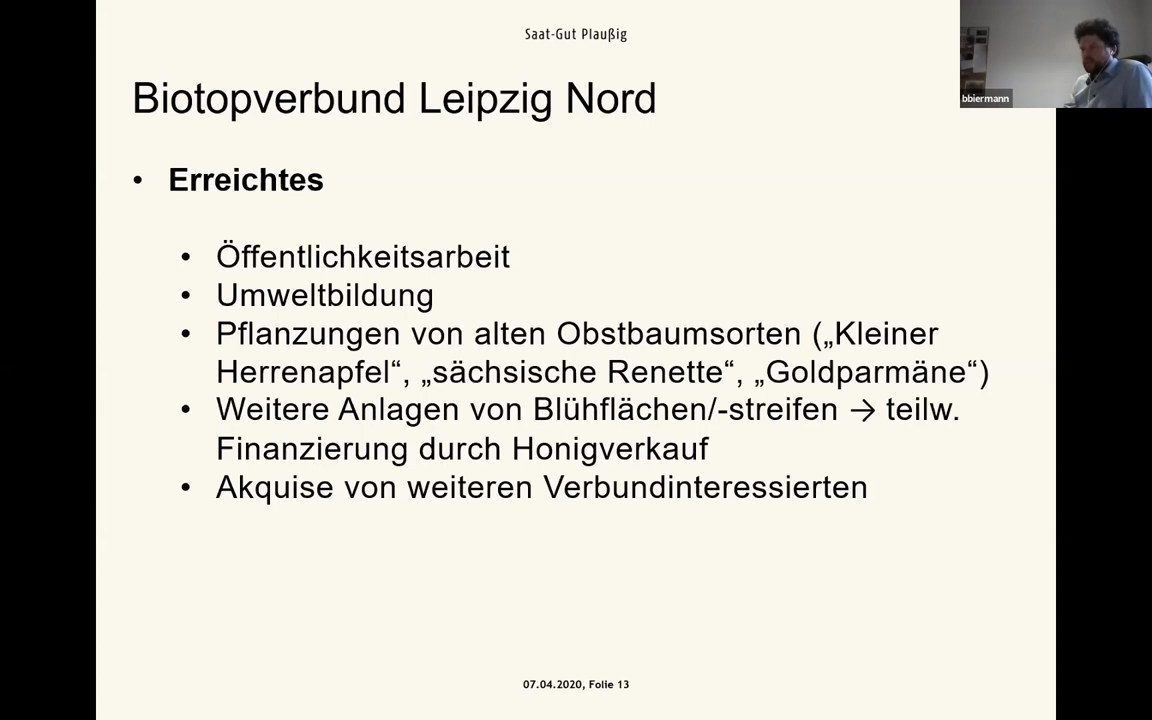 Saat-Gut Plaußig
bbiermann
Biotopverbund Leipzig Nord
• Erreichtes
• Öffentlichkeitsarbeit
• Umweltbildung
• Pflanzungen von alten Obstbaumsorten („Kleiner
Herrenapfel“, „sächsische Renette“, „Goldparmäne“)
• Weitere Anlagen von Blühflächen/-streifen → teilw.
Finanzierung durch Honigverkauf
• Akquise von weiteren Verbundinteressierten
07.04.2020, Folie 13